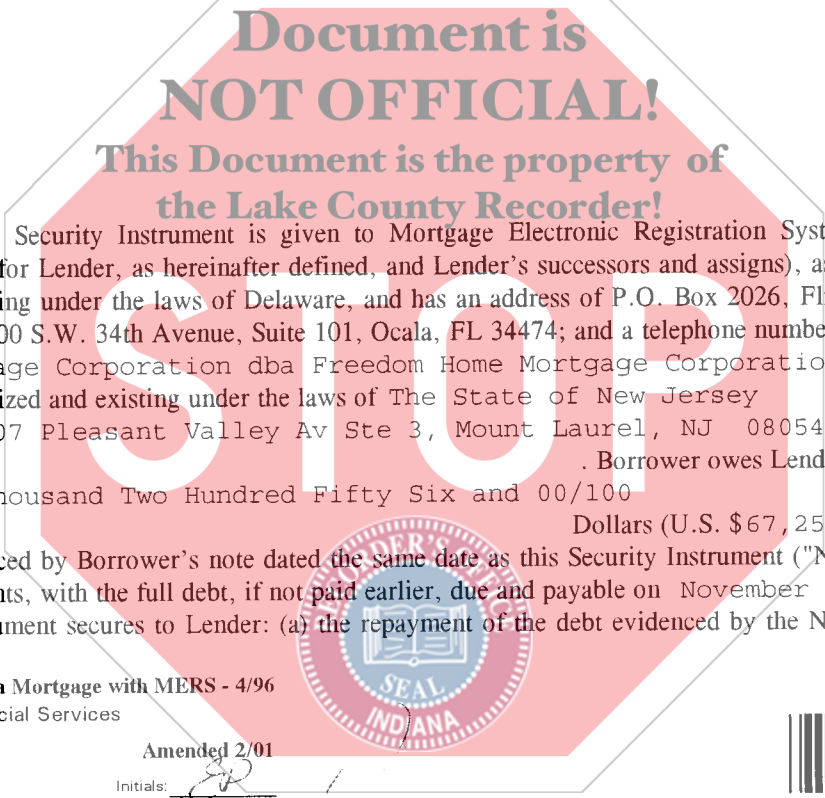 Document is
NOT OFFICIAL!
This Document is the property of
the Lake County Recorder!
Security Instrument is given to Mortgage Electronic Registration Syst
for Lender, as hereinafter defined, and Lender's successors and assigns), as
ing under the laws of Delaware, and has an address of P.O. Box 2026, Fl
00 S.W. 34th Avenue, Suite 101, Ocala, FL 34474; and a telephone numbe
age Corporation dba Freedom Home Mortgage Corporatio
ized and existing under the laws of The State of New Jersey
07 Pleasant Valley Av Ste 3, Mount Laurel, NJ 08054
. Borrower owes Lend
housand Two Hundred Fifty Six and 00/100
Dollars (U.S. $67,25
ced by Borrower's note dated the same date as this Security Instrument ("N
nts, with the full debt, if not paid earlier, due and payable on November
ument secures to Lender: (a) the repayment of the debt evidenced by the N
STOP
RECORDER'S OFFICE
SEAL
INDIANA
a Mortgage with MERS - 4/96
cial Services
Amended 2/01
Initials: